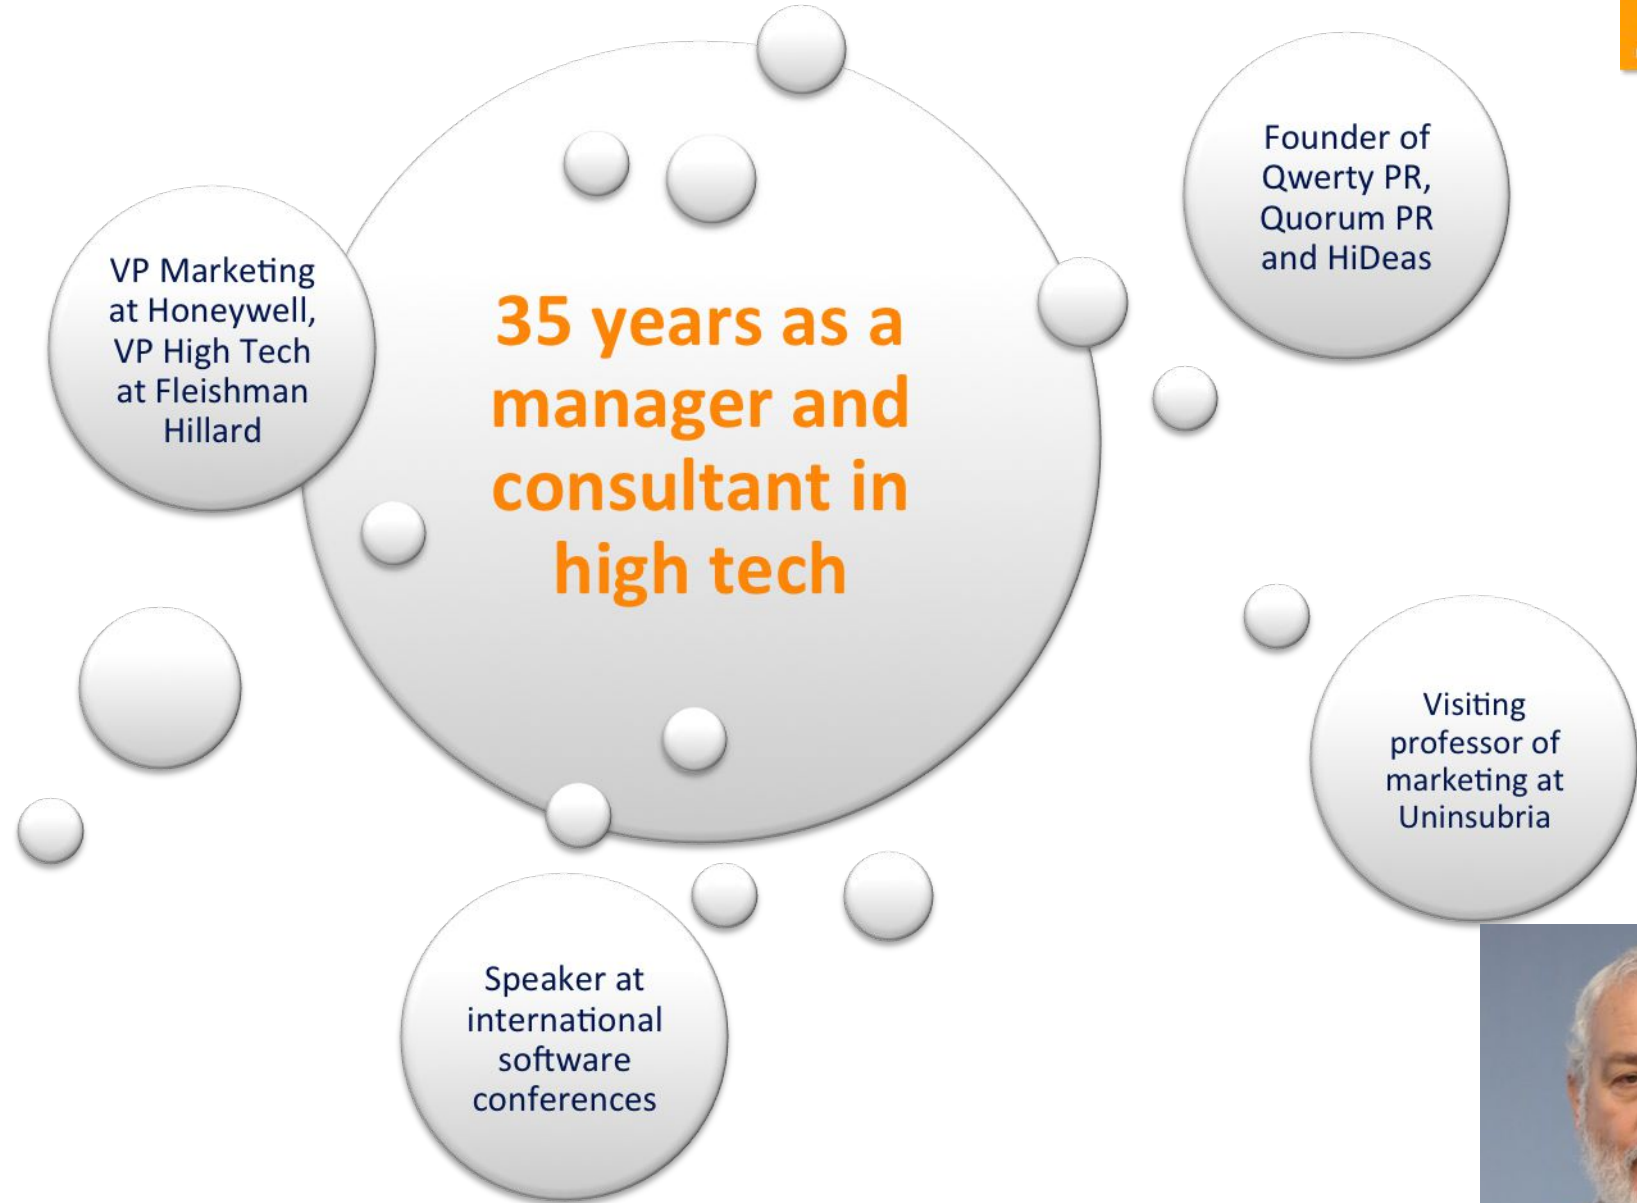 Founder of
Qwerty PR,
Quorum PR
and HiDeas
VP Marketing
at Honeywell,
VP High Tech
at Fleishman
Hillard
35 years as a
manager and
consultant in
high tech
Visiting
professor of
marketing at
Uninsubria
Speaker at
international
software
conferences